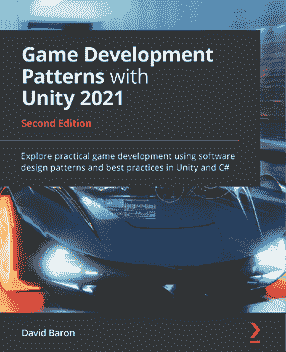 Game Development
Patterns with
Unity 2021
Second Edition
Explore practical game development using software
design patterns and best practices in Unity and C#
David Baron